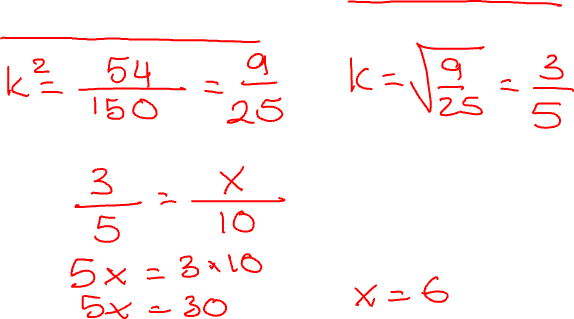 k² = 54/150 = 9/25
k = √(9/25) = 3/5
3/5 = x/10
5x = 3×10
5x = 30
x = 6